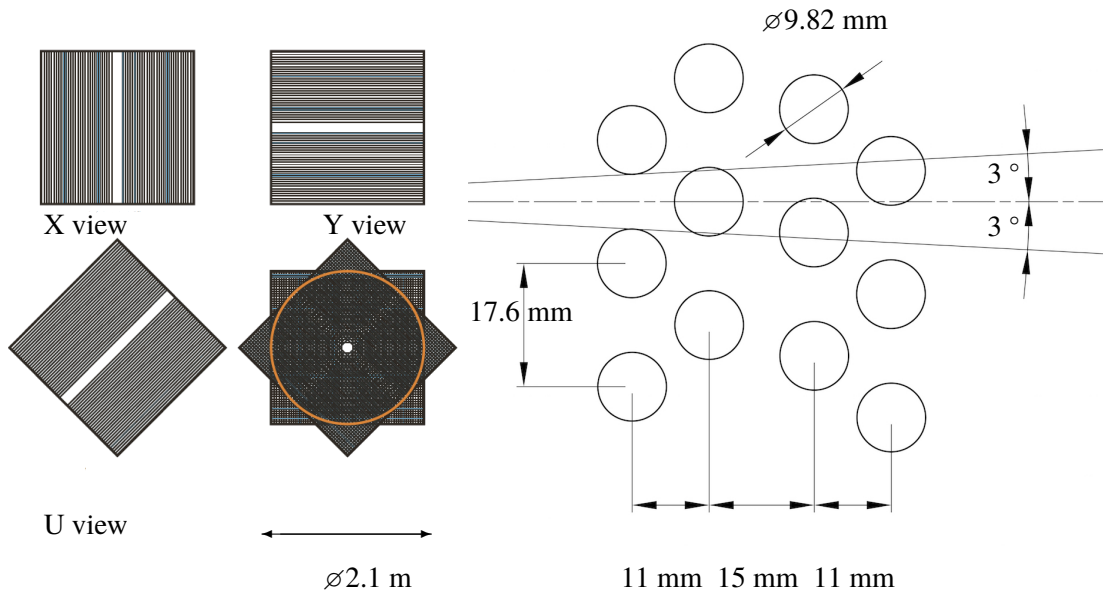 ⌀9.82 mm
X view
Y view
3 °
3 °
17.6 mm
U view
⌀2.1 m
11 mm 15 mm 11 mm